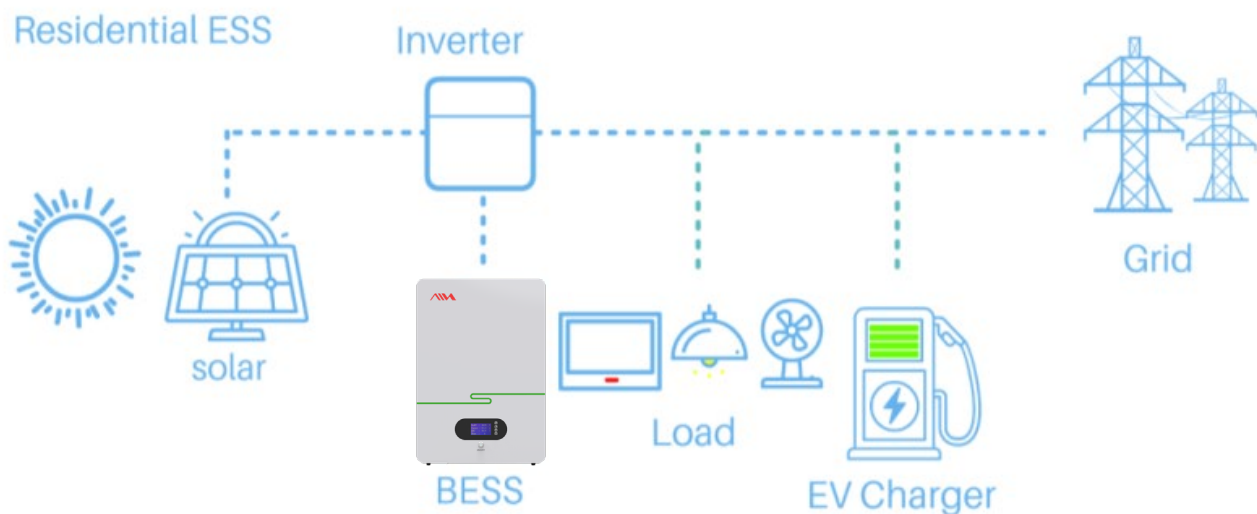 Residential ESS
Inverter
Grid
solar
Load
BESS
EV Charger